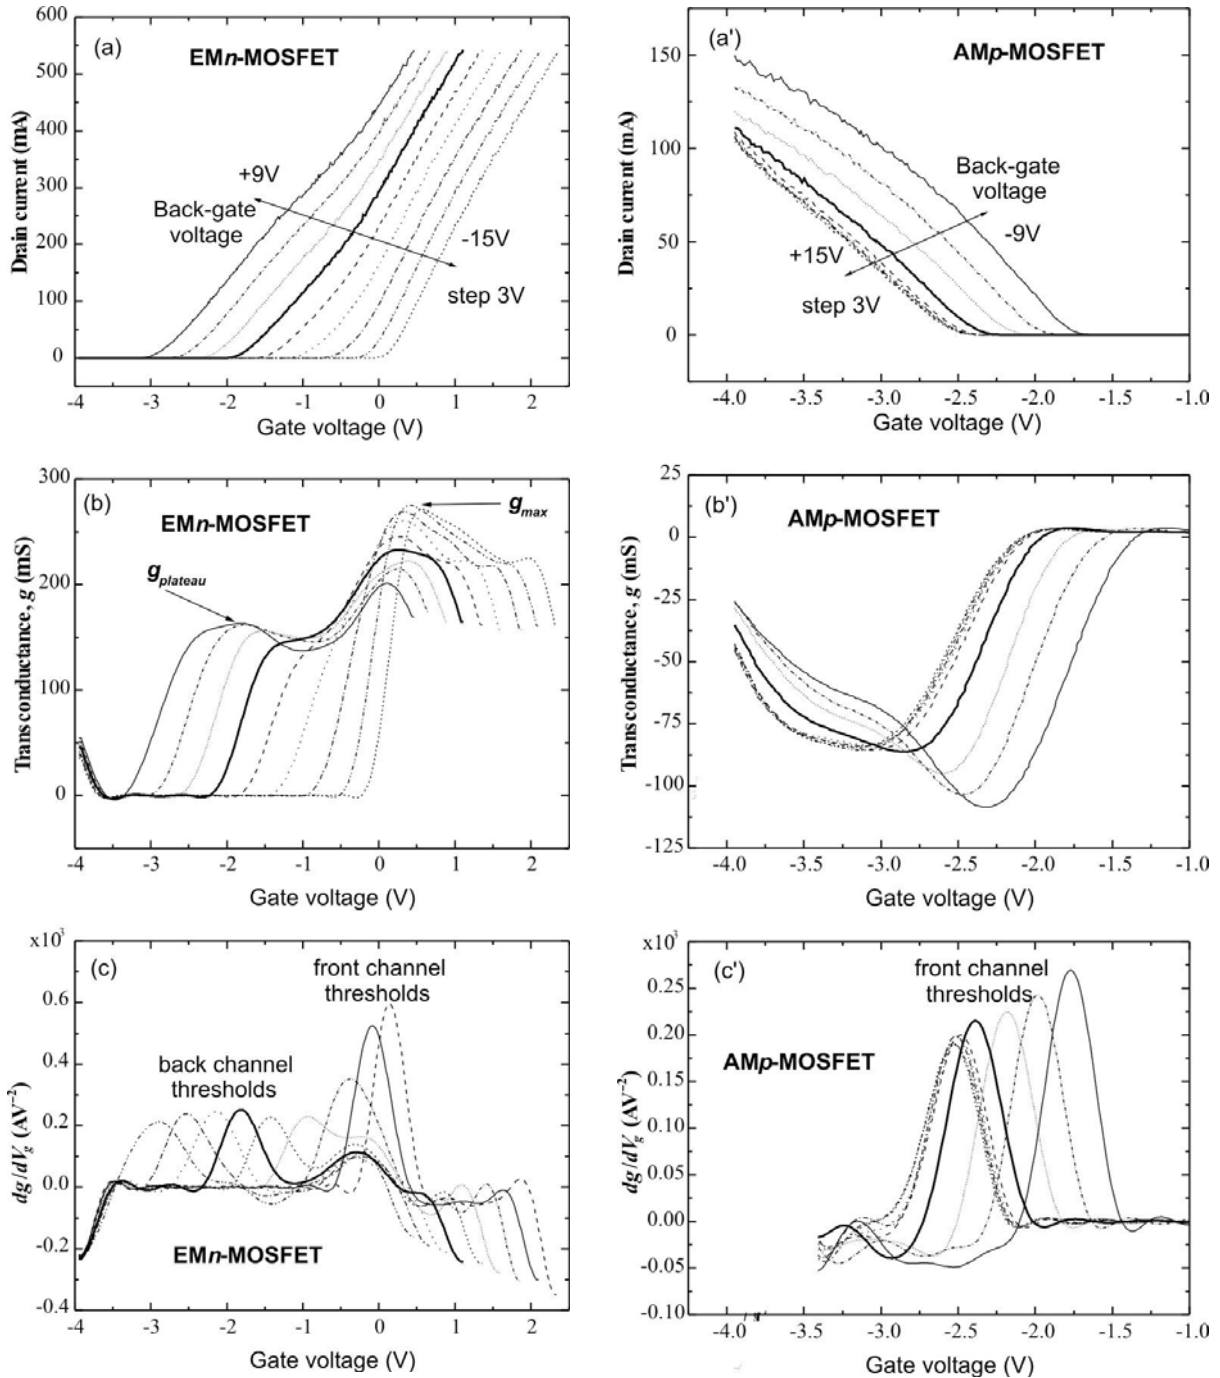 (a)
EMn-MOSFET
Drain current (mA)
600
500
400
300
200
100
0
+9V
Back-gate
voltage
-15V
step 3V
-4
-3
-2
-1
0
1
2
Gate voltage (V)
(a')
AMp-MOSFET
Drain current (mA)
150
100
50
0
Back-gate
voltage
-9V
+15V
step 3V
-4.0
-3.5
-3.0
-2.5
-2.0
-1.5
-1.0
Gate voltage (V)
(b)
EMn-MOSFET
Transconductance, g (mS)
300
200
100
0
gmax
gplateau
-4
-3
-2
-1
0
1
2
Gate voltage (V)
(b')
AMp-MOSFET
Transconductance, g (mS)
25
0
-25
-50
-75
-100
-125
-4.0
-3.5
-3.0
-2.5
-2.0
-1.5
-1.0
Gate voltage (V)
(c)
x10³
dg/dVg (AV⁻²)
0.6
0.4
0.2
0.0
-0.2
-0.4
front channel
thresholds
back channel
thresholds
EMn-MOSFET
-4
-3
-2
-1
0
1
2
Gate voltage (V)
(c')
x10³
dg/dVg (AV⁻²)
0.25
0.20
0.15
0.10
0.05
0.00
-0.05
-0.10
front channel
thresholds
AMp-MOSFET
-4.0
-3.5
-3.0
-2.5
-2.0
-1.5
-1.0
Gate voltage (V)